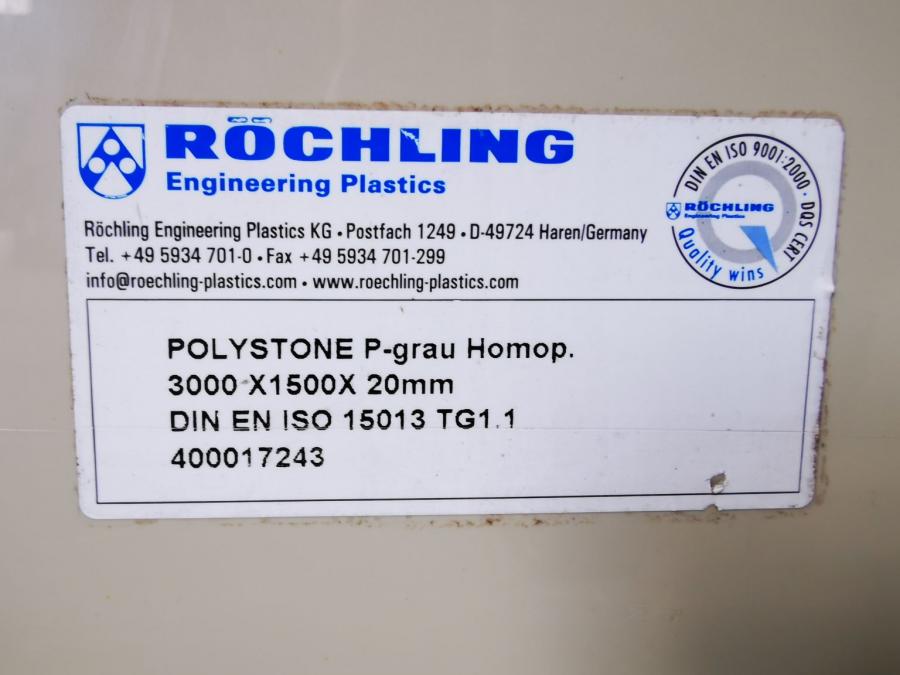 RÖCHLING
Engineering Plastics
Röchling Engineering Plastics KG • Postfach 1249 • D-49724 Haren/Germany
Tel. +49 5934 701-0 • Fax +49 5934 701-299
info@roechling-plastics.com • www.roechling-plastics.com
DIN EN ISO 9001:2000 • DQS CERT
RÖCHLING
Engineering Plastics
Quality wins
POLYSTONE P-grau Homop.
3000 X1500X 20mm
DIN EN ISO 15013 TG1.1
400017243